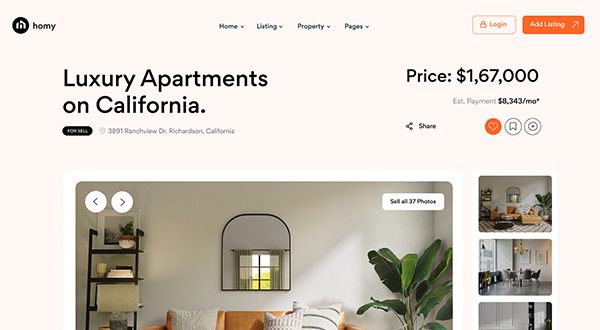 homy
Home
Listing
Property
Pages
Login
Add Listing
Luxury Apartments
on California.
Price: $1,67,000
Est. Payment $8,343/mo*
FOR SELL
3891 Ranchview Dr. Richardson, California
Share
Sell all 37 Photos